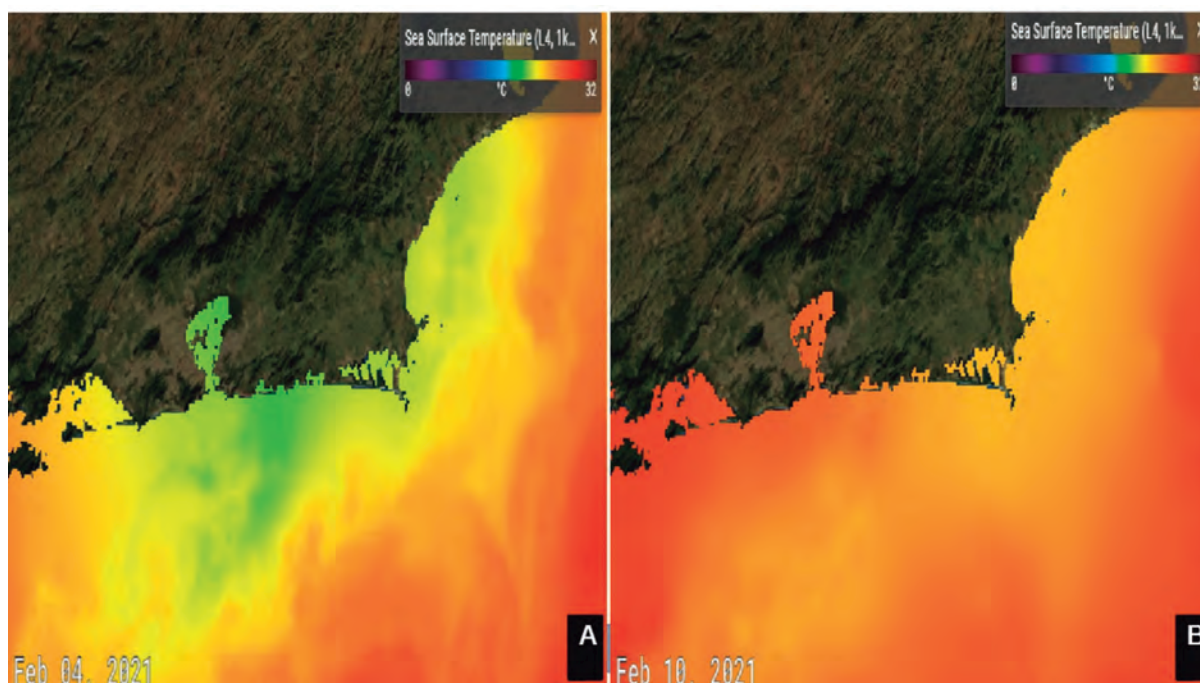 Sea Surface Temperature (L4, 1k... X
0 °C 32
Feb 04, 2021
A
Sea Surface Temperature (L4, 1k...
0 °C
Feb 10, 2021
B